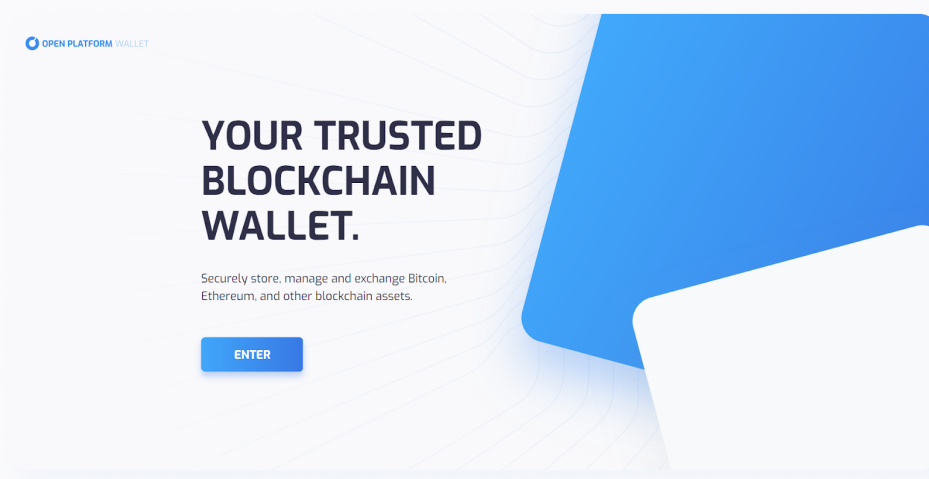 OPEN PLATFORM WALLET
YOUR TRUSTED
BLOCKCHAIN
WALLET.
Securely store, manage and exchange Bitcoin,
Ethereum, and other blockchain assets.
ENTER